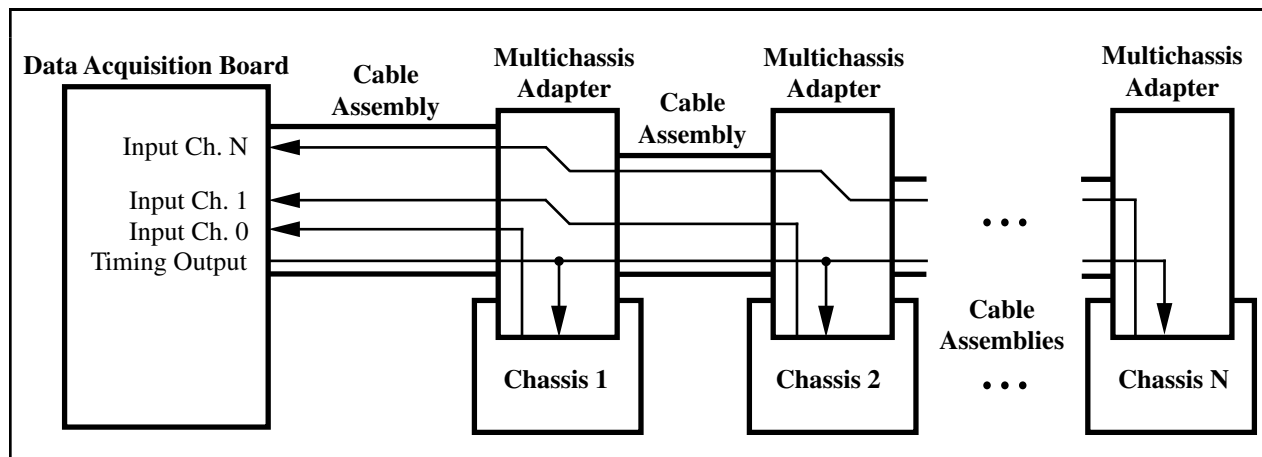 Data Acquisition Board
Cable
Assembly
Multichassis
Adapter
Cable
Assembly
Multichassis
Adapter
Multichassis
Adapter
Input Ch. N
Input Ch. 1
Input Ch. 0
Timing Output
• • •
Cable
Assemblies
• • •
Chassis 1
Chassis 2
Chassis N